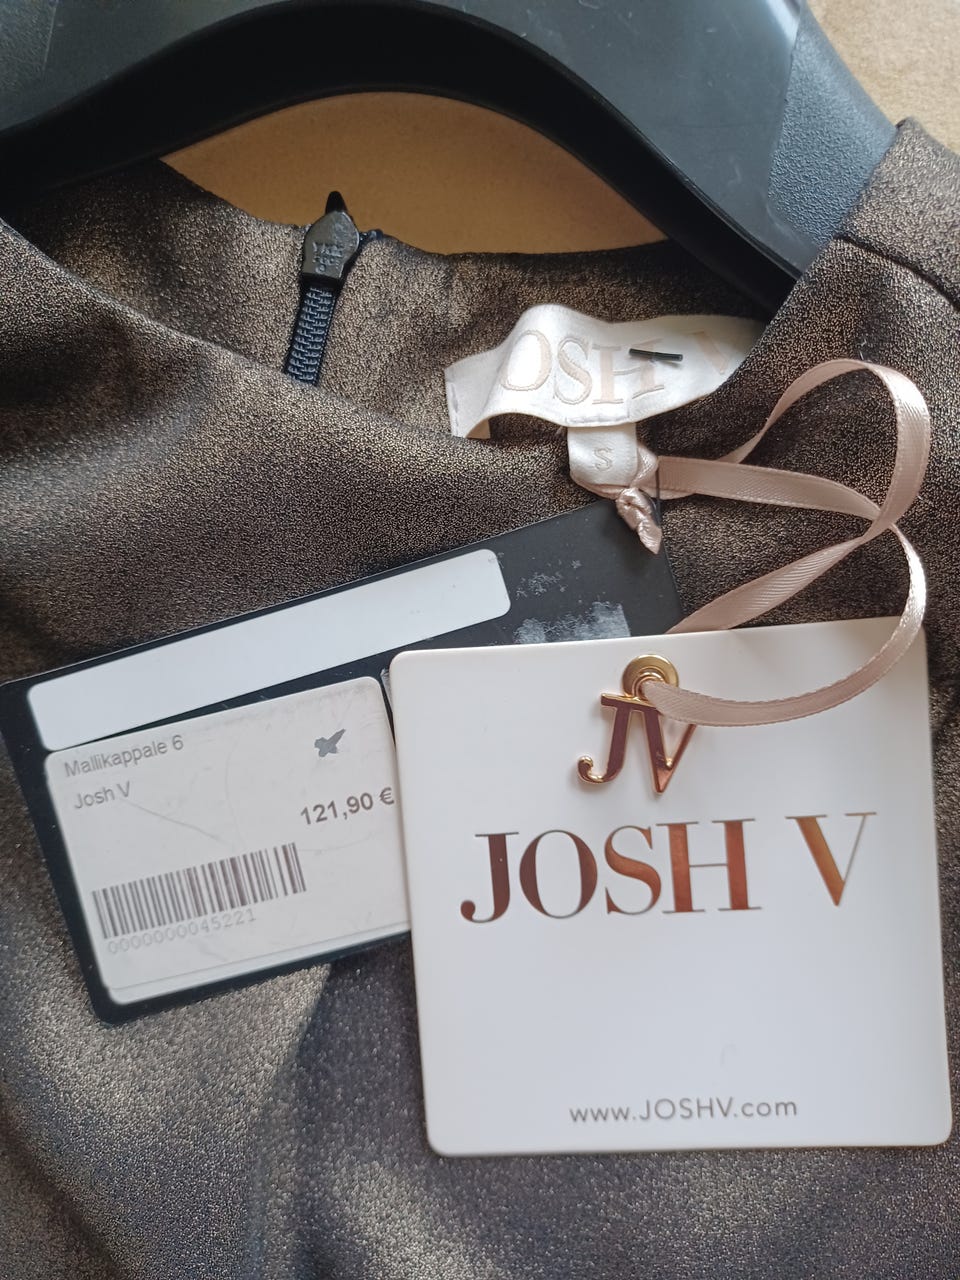 JOSH V
S
Mallikappale 6
Josh V
121,90 €
0000000045221
JV
JOSH V
www.JOSHV.com